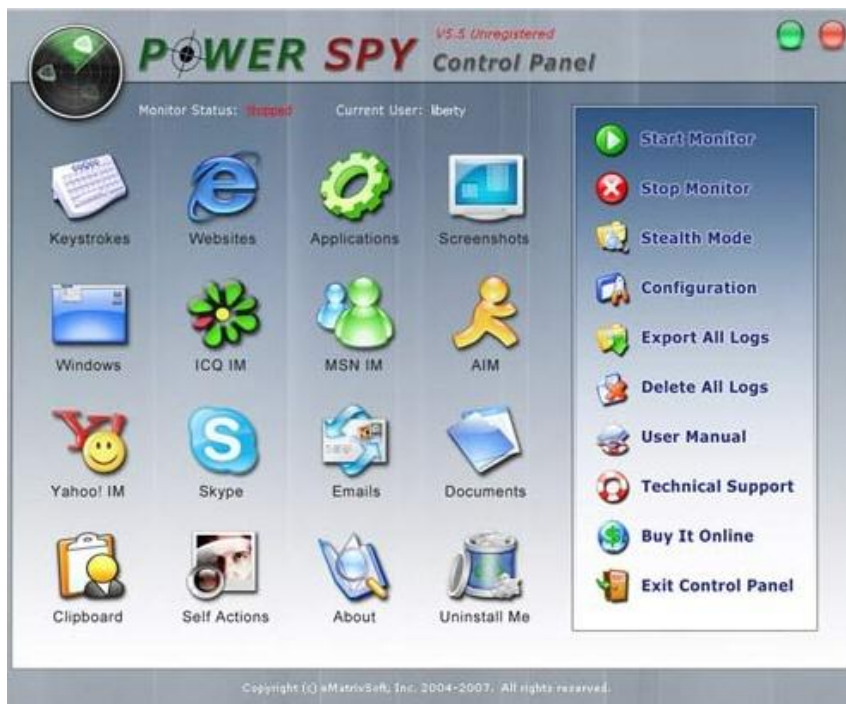 POWER SPY
V5.5 Unregistered
Control Panel
Monitor Status: Stopped Current User: liberty
Keystrokes Websites Applications Screenshots
Windows ICQ IM MSN IM AIM
Yahoo! IM Skype Emails Documents
Clipboard Self Actions About Uninstall Me
Start Monitor
Stop Monitor
Stealth Mode
Configuration
Export All Logs
Delete All Logs
User Manual
Technical Support
Buy It Online
Exit Control Panel
Copyright (c) eMatrixSoft, Inc. 2004-2007. All rights reserved.